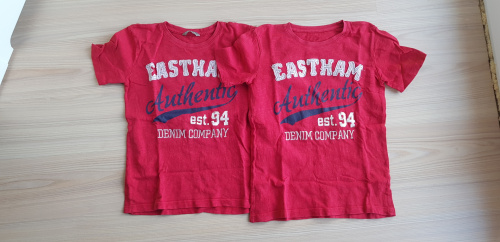 EASTHAM
Authentic
est. 94
DENIM COMPANY
EASTHAM
Authentic
est. 94
DENIM COMPANY